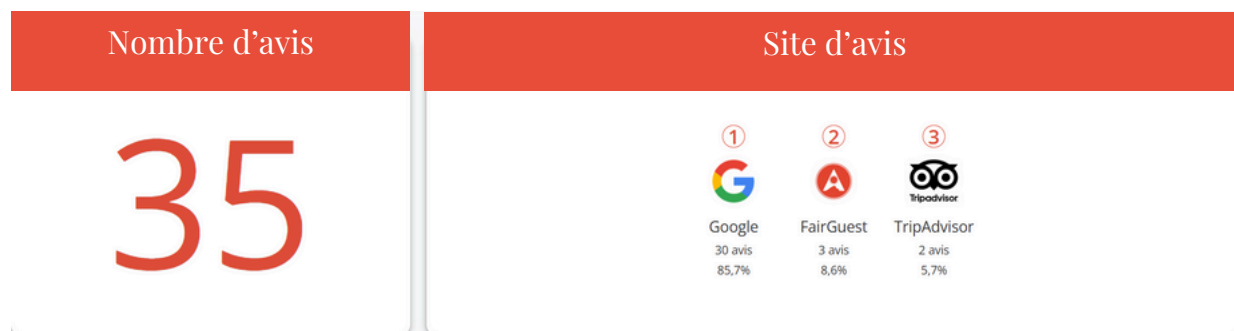 Nombre d’avis
35
Site d’avis
1 2 3
Tripadvisor
Google FairGuest TripAdvisor
30 avis 3 avis 2 avis
85,7% 8,6% 5,7%